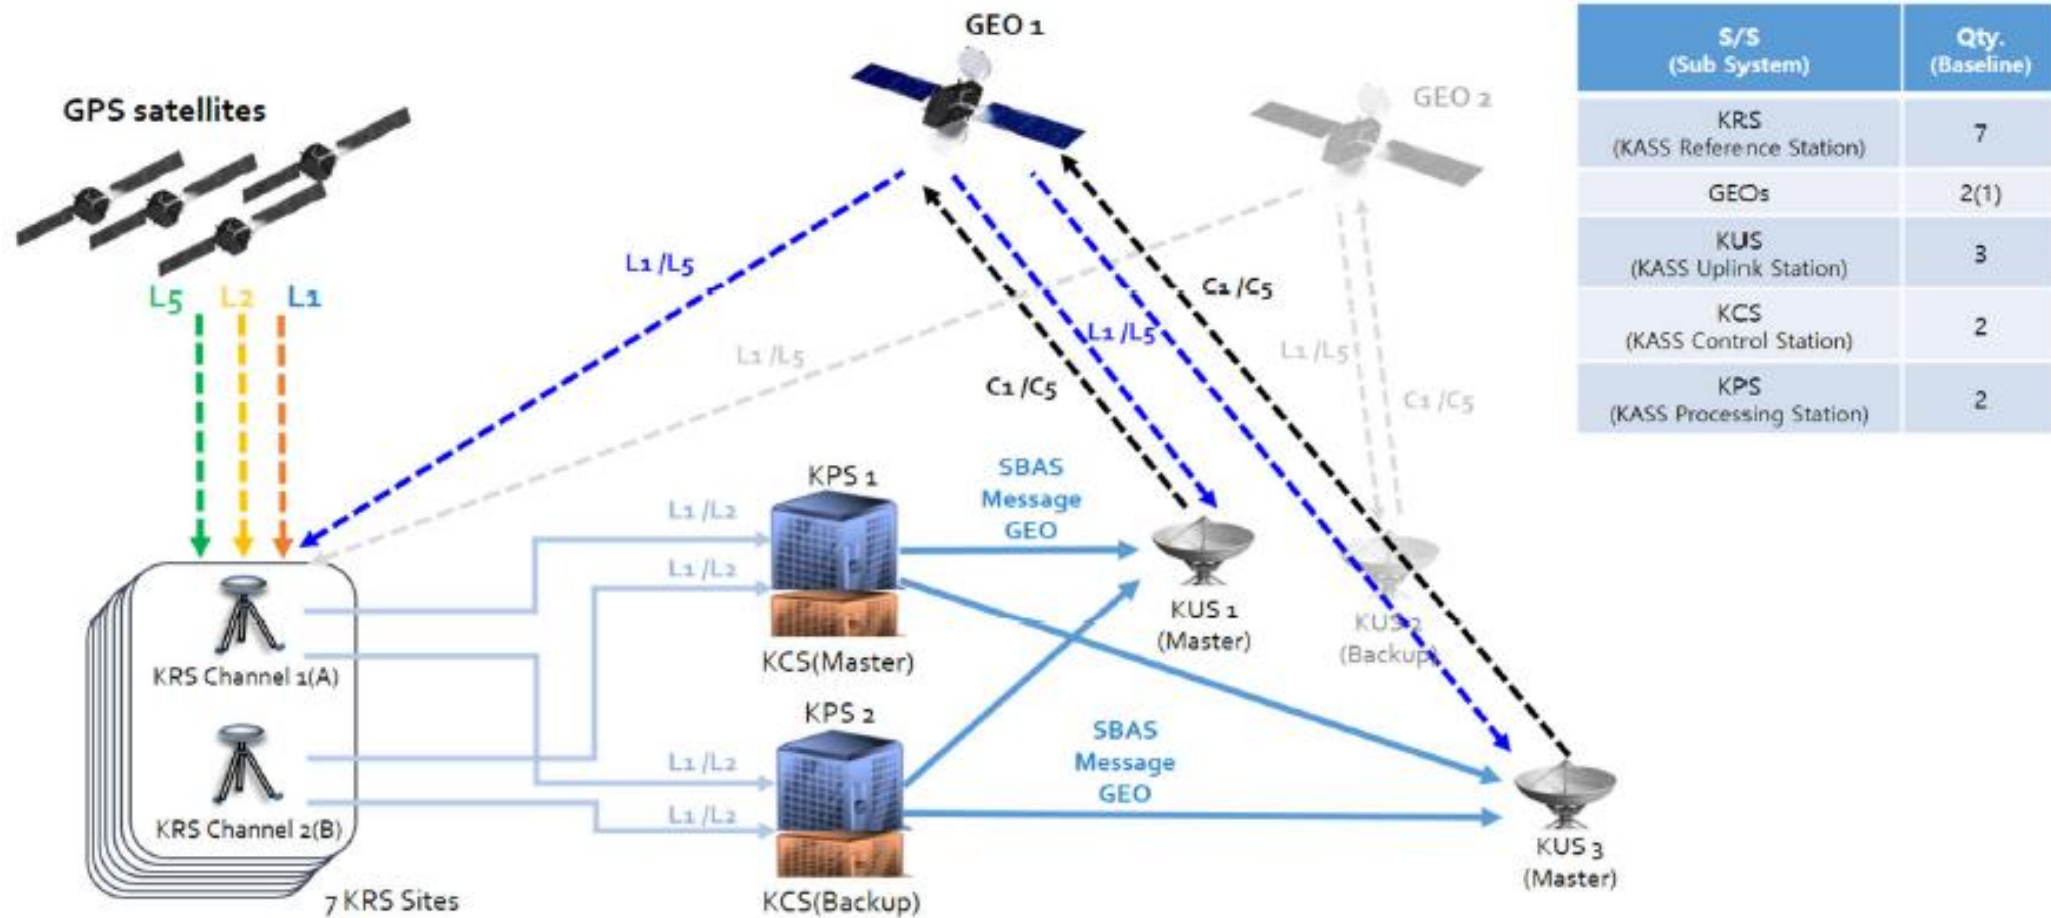 GEO 1
GEO 2
GPS satellites
L5
L2
L1
L1/L5
L1/L5
C1/C5
L1/L5
C1/C5
L1/L5
C1/C5
KPS 1
SBAS
Message
GEO
L1/L2
L1/L2
KCS(Master)
KUS 1
(Master)
KUS 2
(Backup)
KRS Channel 1(A)
KPS 2
SBAS
Message
GEO
L1/L2
L1/L2
KRS Channel 2(B)
KCS(Backup)
KUS 3
(Master)
7 KRS Sites
S/S
(Sub System)
Qty.
(Baseline)
KRS
(KASS Reference Station)
7
GEOs
2(1)
KUS
(KASS Uplink Station)
3
KCS
(KASS Control Station)
2
KPS
(KASS Processing Station)
2